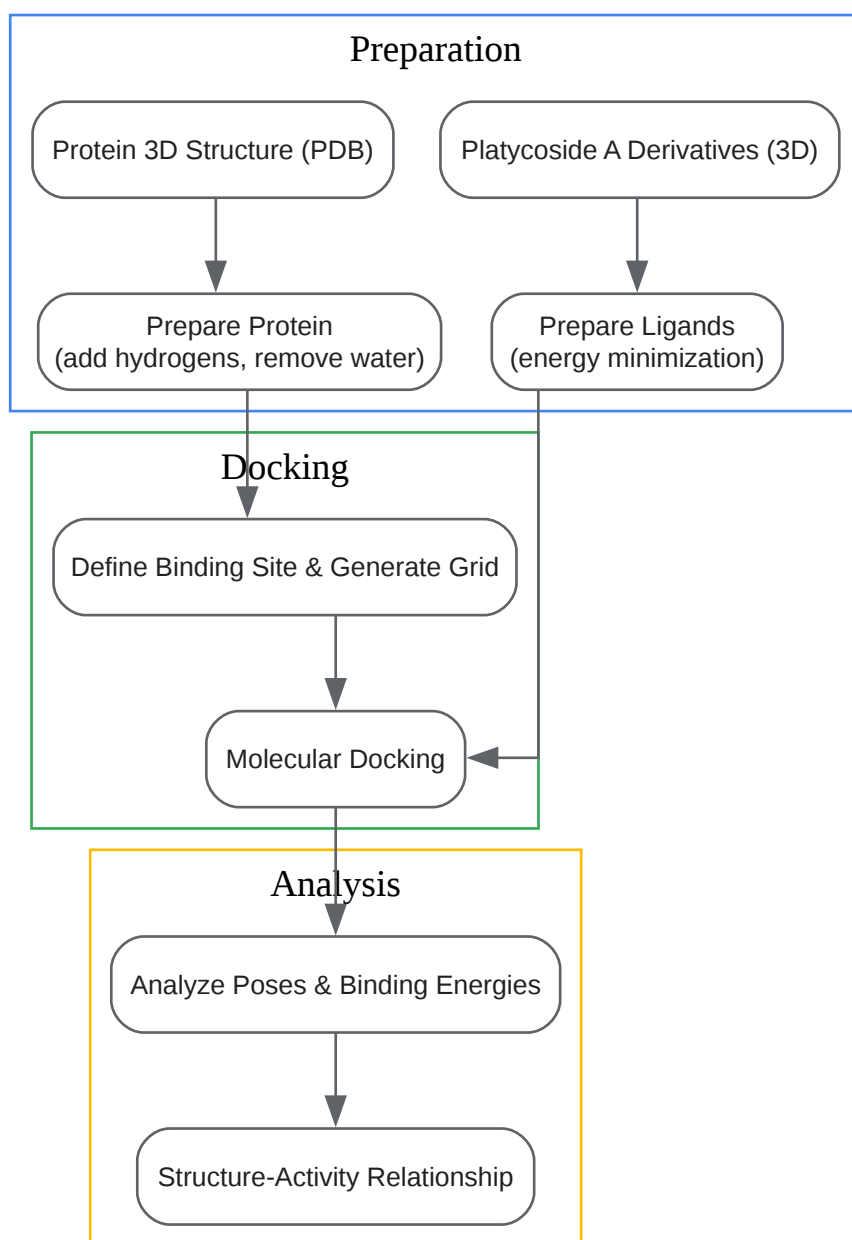 Preparation
Protein 3D Structure (PDB)
Platycoside A Derivatives (3D)
Prepare Protein
(add hydrogens, remove water)
Prepare Ligands
(energy minimization)
Docking
Define Binding Site & Generate Grid
Molecular Docking
Analysis
Analyze Poses & Binding Energies
Structure-Activity Relationship